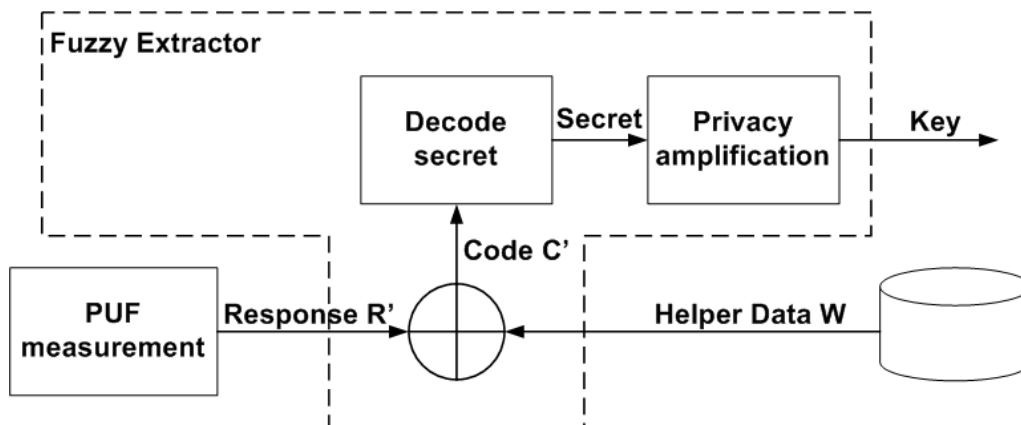 Fuzzy Extractor
Decode
secret
Secret
Privacy
amplification
Key
Code C’
PUF
measurement
Response R’
Helper Data W